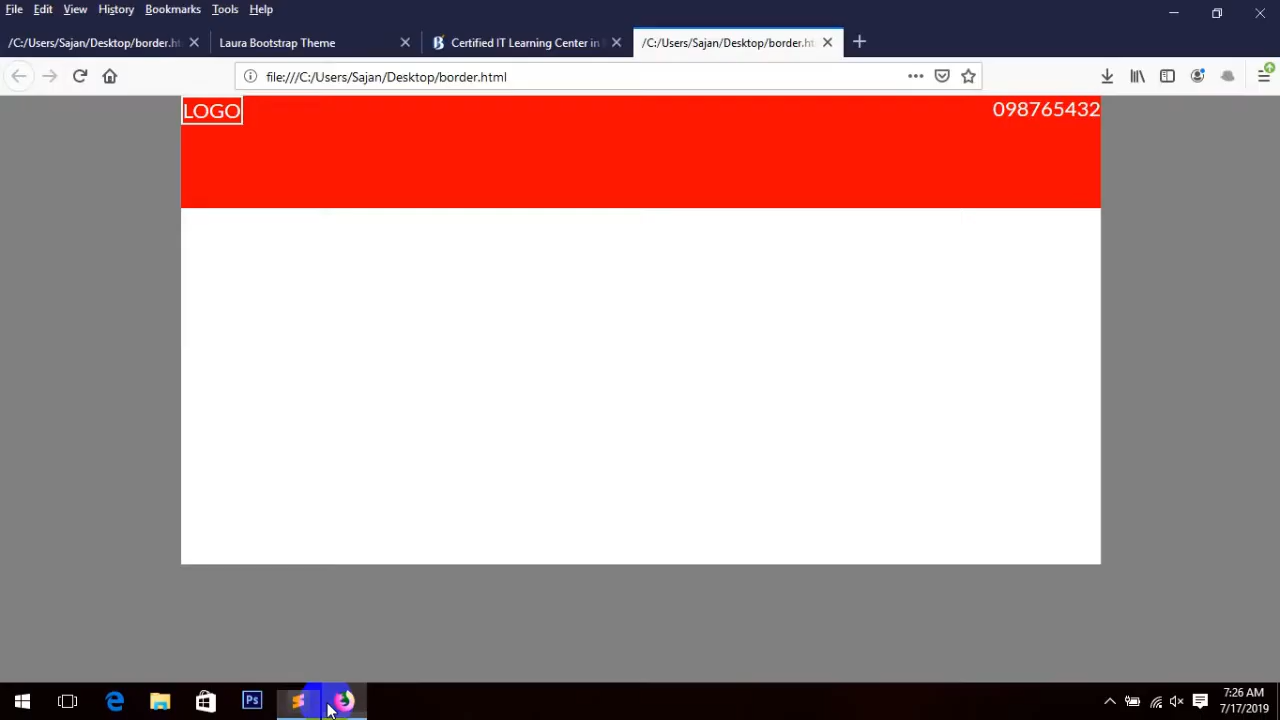 File Edit View History Bookmarks Tools Help
/C:/Users/Sajan/Desktop/border.ht Laura Bootstrap Theme Certified IT Learning Center in /C:/Users/Sajan/Desktop/border.ht
file:///C:/Users/Sajan/Desktop/border.html
LOGO 098765432
Ps
7:26 AM
7/17/2019